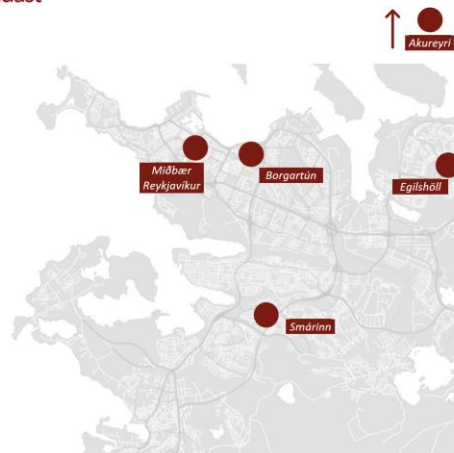 Akureyri
Miðbær
Reykjavíkur
Borgartún
Egilshöll
Smárinn